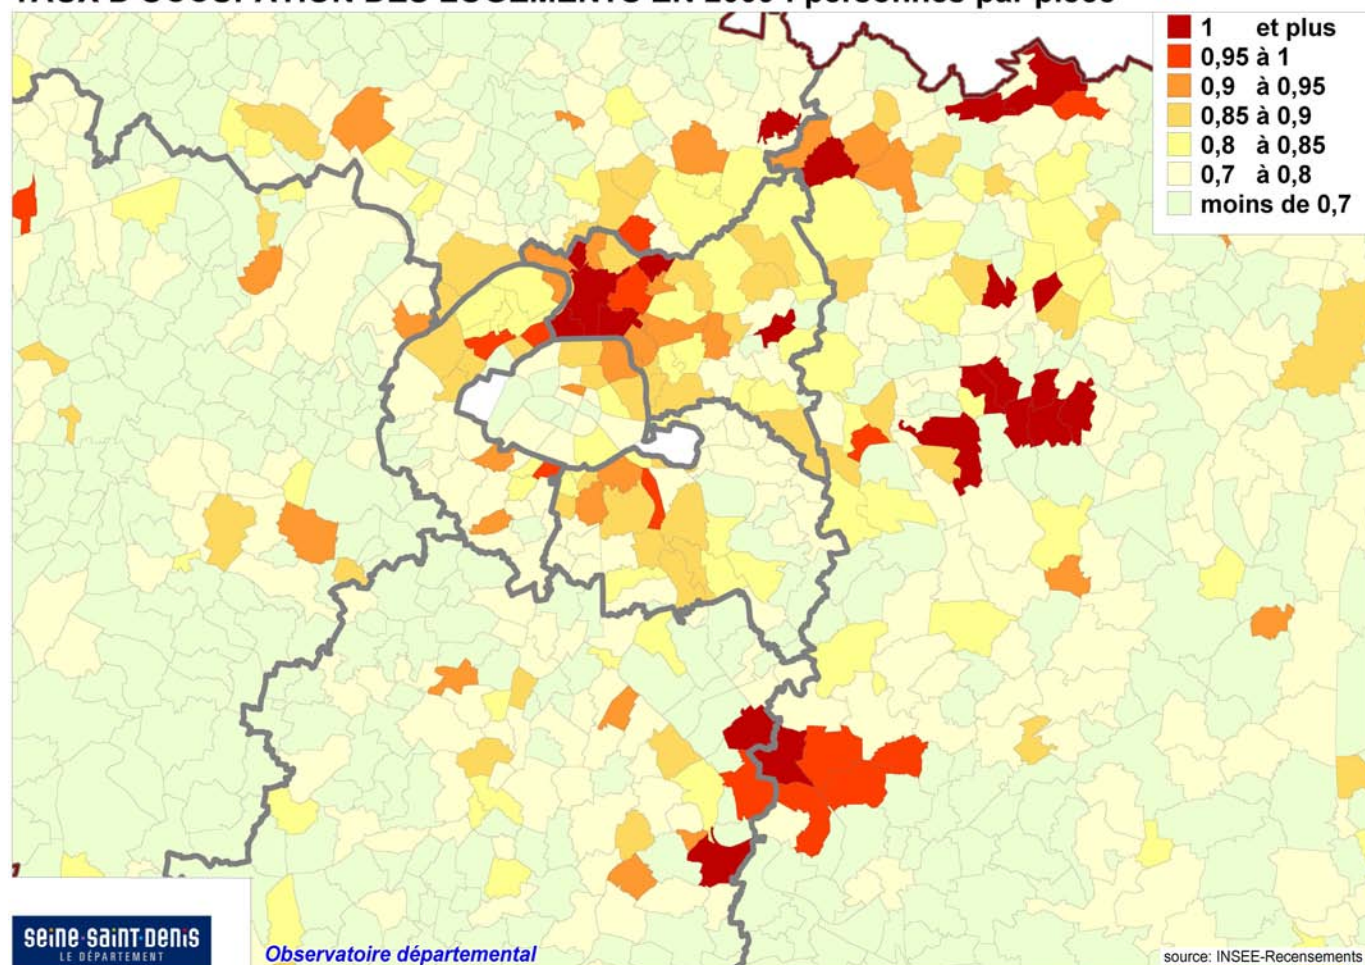 1 et plus
0,95 à 1
0,9 à 0,95
0,85 à 0,9
0,8 à 0,85
0,7 à 0,8
moins de 0,7
seine-saint-denis
LE DÉPARTEMENT
Observatoire départemental
source: INSEE-Recensements